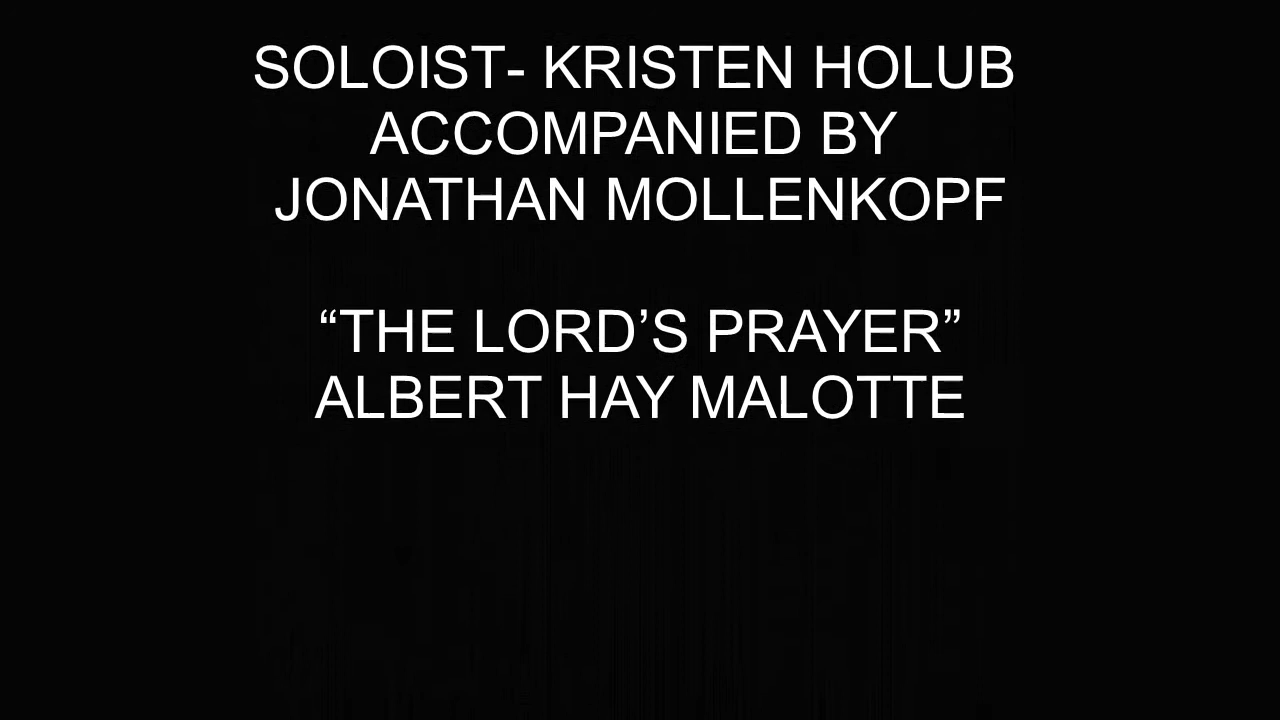 SOLOIST- KRISTEN HOLUB
ACCOMPANIED BY
JONATHAN MOLLENKOPF
“THE LORD’S PRAYER”
ALBERT HAY MALOTTE